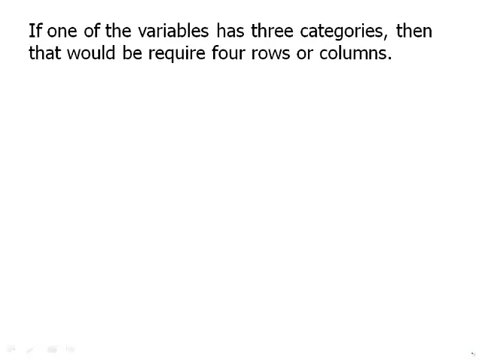 If one of the variables has three categories, then
that would be require four rows or columns.